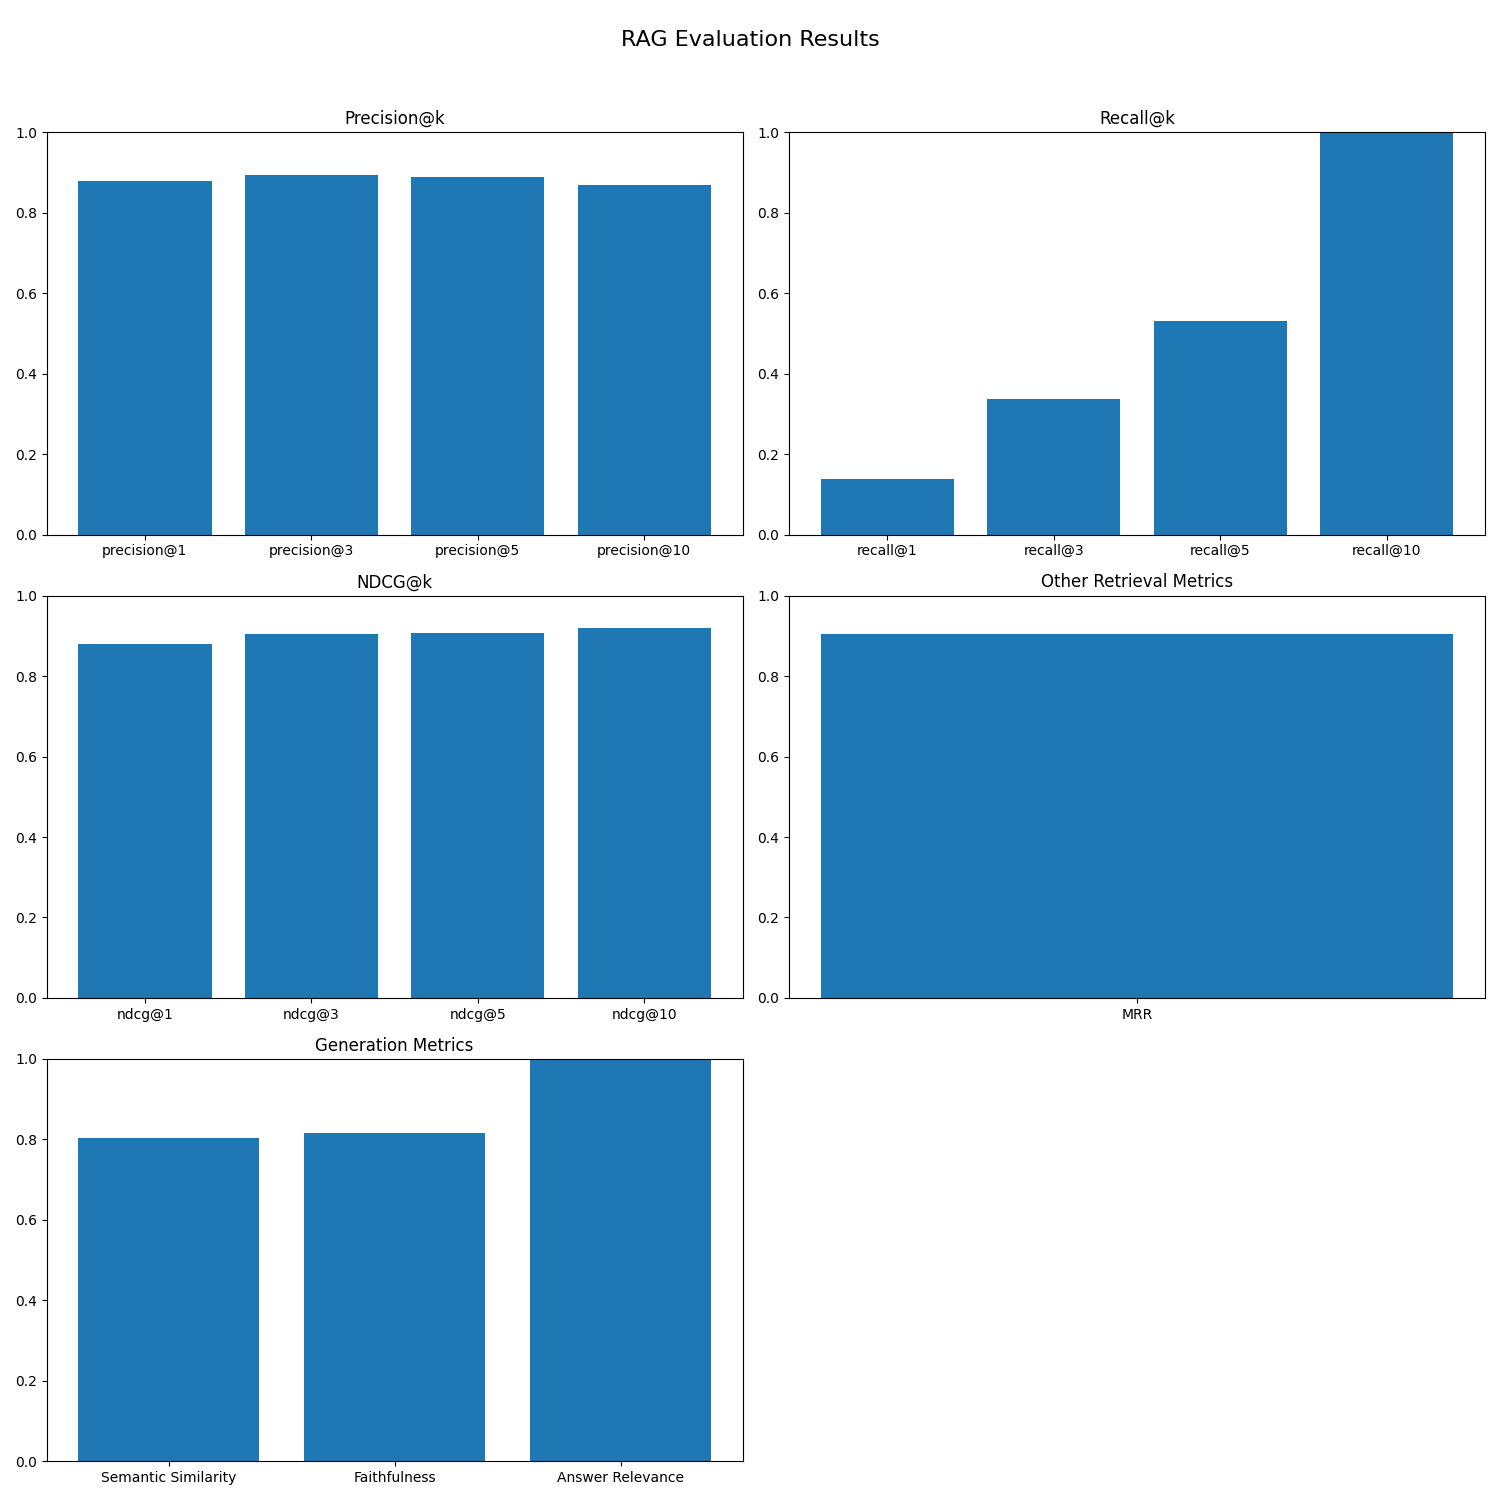 RAG Evaluation Results
Precision@k
1.0
0.8
0.6
0.4
0.2
0.0
precision@1 precision@3 precision@5 precision@10
Recall@k
1.0
0.8
0.6
0.4
0.2
0.0
recall@1 recall@3 recall@5 recall@10
NDCG@k
1.0
0.8
0.6
0.4
0.2
0.0
ndcg@1 ndcg@3 ndcg@5 ndcg@10
Other Retrieval Metrics
1.0
0.8
0.6
0.4
0.2
0.0
MRR
Generation Metrics
1.0
0.8
0.6
0.4
0.2
0.0
Semantic Similarity Faithfulness Answer Relevance